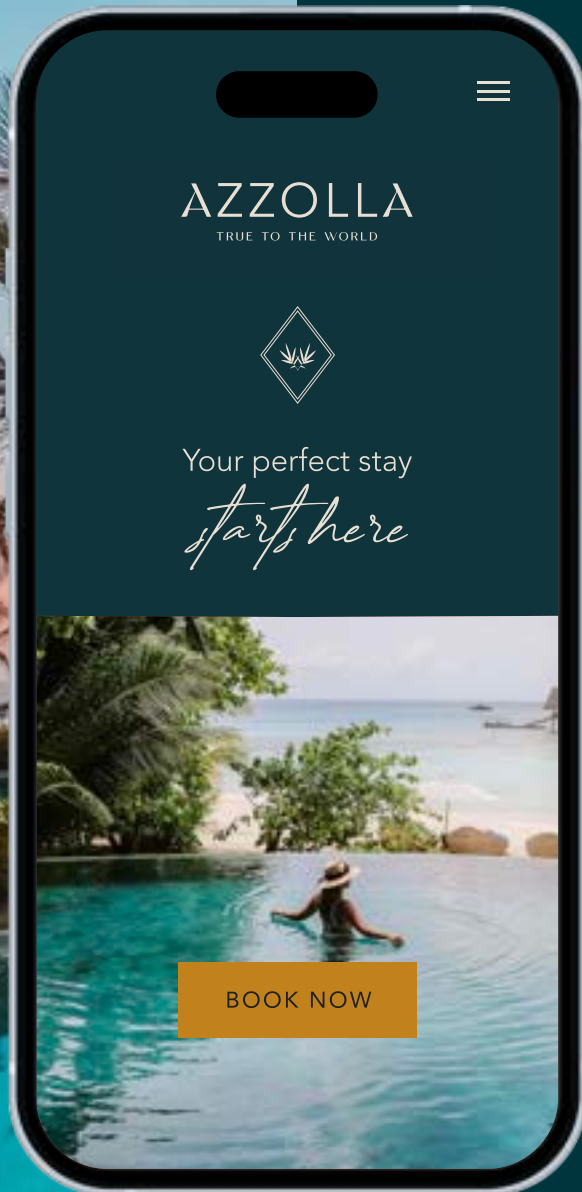 AZZOLLA
TRUE TO THE WORLD
Your perfect stay
starts here
BOOK NOW